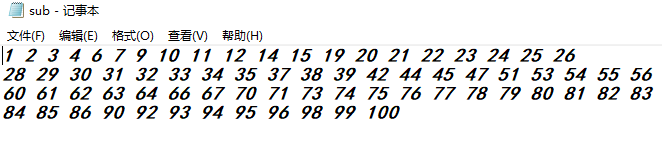 sub - 记事本
文件(F) 编辑(E) 格式(O) 查看(V) 帮助(H)
1 2 3 4 6 7 9 10 11 12 14 15 19 20 21 22 23 24 25 26
28 29 30 31 32 33 34 35 37 38 39 42 44 45 47 51 53 54 55 56
60 61 62 63 64 66 67 70 71 73 74 75 76 77 78 79 80 81 82 83
84 85 86 90 92 93 94 95 96 98 99 100